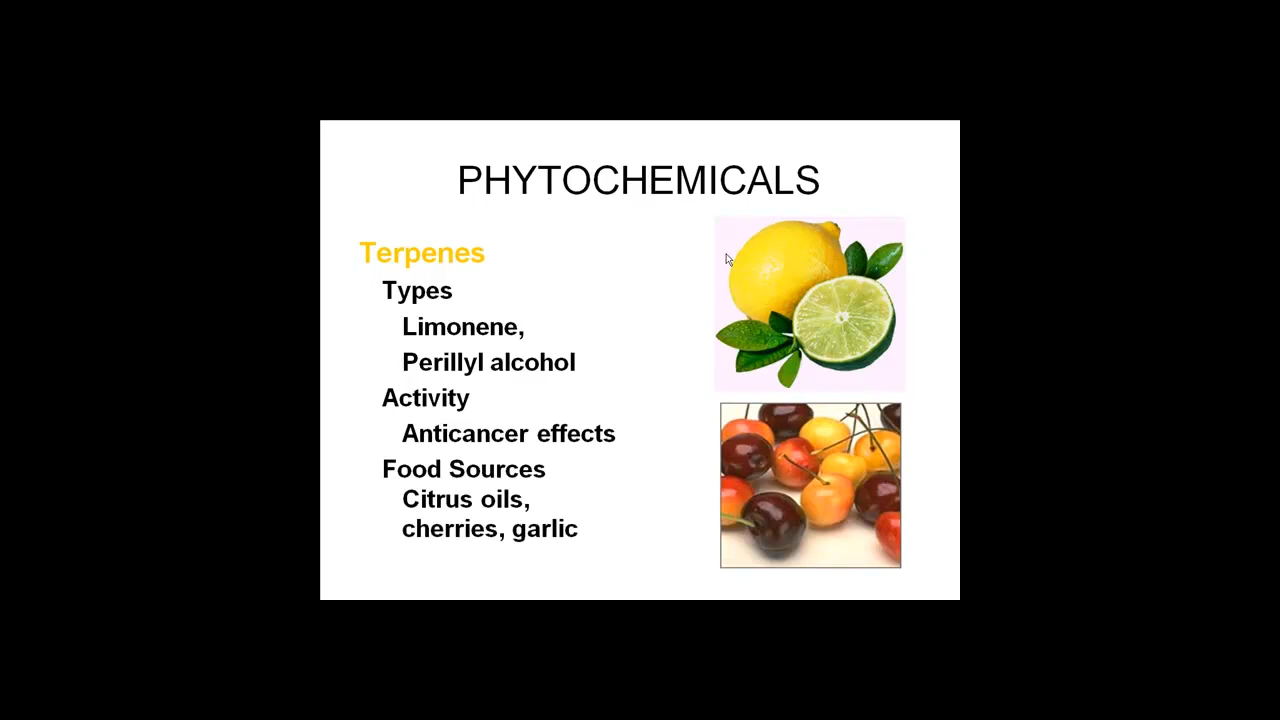 PHYTOCHEMICALS
Terpenes
Types
Limonene,
Perillyl alcohol
Activity
Anticancer effects
Food Sources
Citrus oils,
cherries, garlic